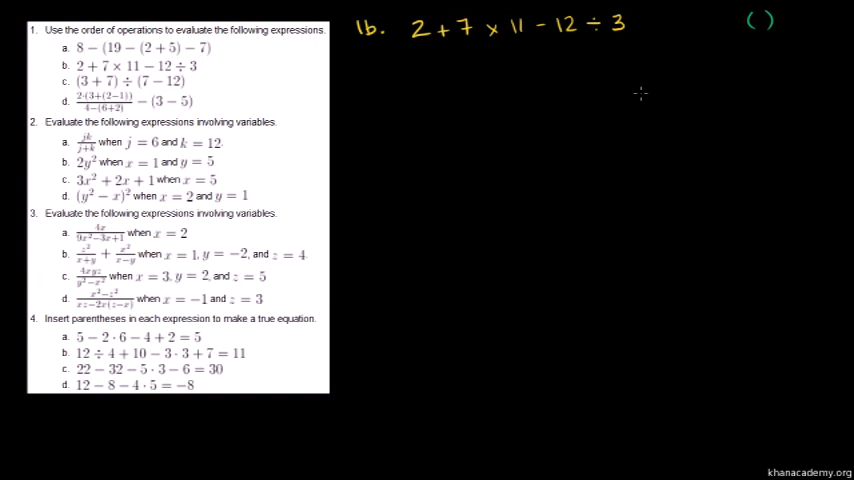 1. Use the order of operations to evaluate the following expressions.
a. 8 − (19 − (2 + 5) − 7)
b. 2 + 7 × 11 − 12 ÷ 3
c. (3 + 7) ÷ (7 − 12)
d. \frac{2·(3+(2−1))}{4−(6+2)} − (3 − 5)
2. Evaluate the following expressions involving variables.
a. \frac{jk}{j+k} when j = 6 and k = 12.
b. 2y² when x = 1 and y = 5
c. 3x² + 2x + 1 when x = 5
d. (y² − x)² when x = 2 and y = 1
3. Evaluate the following expressions involving variables.
a. \frac{4x}{9x²−3x+1} when x = 2
b. \frac{z²}{x+y} + \frac{x²}{x−y} when x = 1, y = −2, and z = 4.
c. \frac{4xyz}{y²−x²} when x = 3, y = 2, and z = 5
d. \frac{x²−z²}{xz−2x(z−x)} when x = −1 and z = 3
4. Insert parentheses in each expression to make a true equation.
a. 5 − 2 · 6 − 4 + 2 = 5
b. 12 ÷ 4 + 10 − 3 · 3 + 7 = 11
c. 22 − 32 − 5 · 3 − 6 = 30
d. 12 − 8 − 4 · 5 = −8
1b. 2 + 7 × 11 − 12 ÷ 3
( )
khanacademy.org